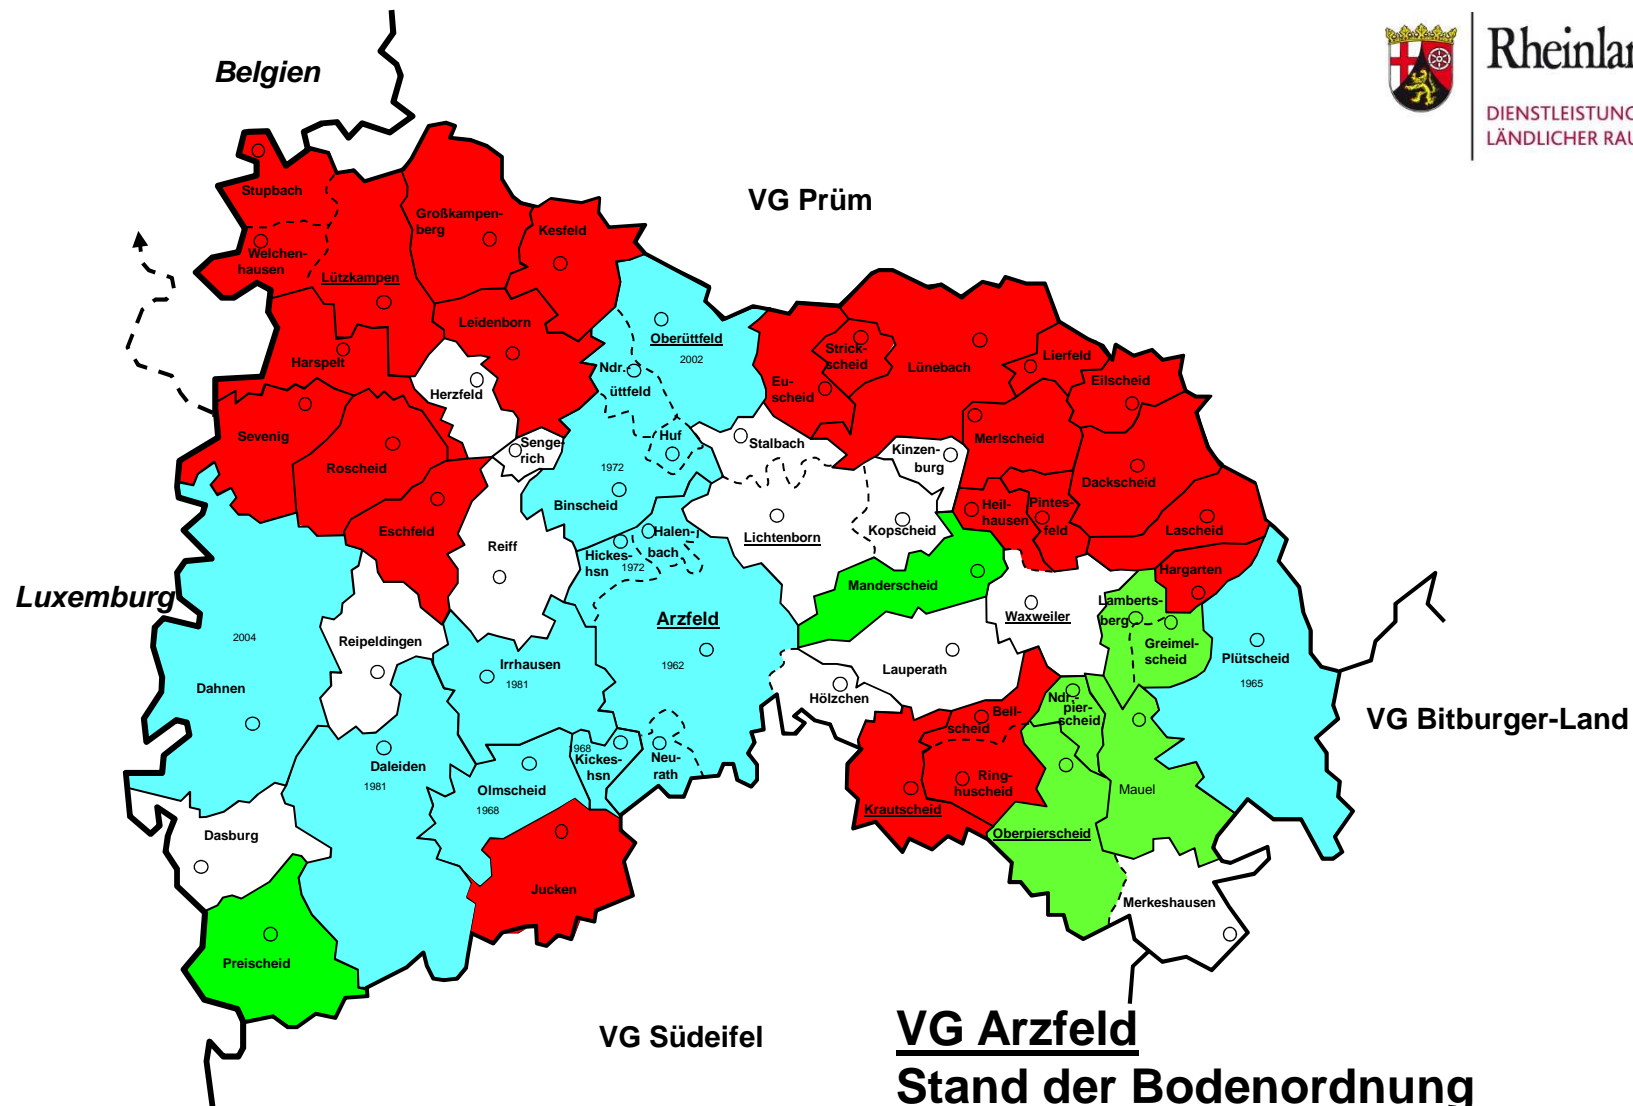 Belgien
Rheinlan
DIENSTLEISTUNG
LÄNDLICHER RAU
VG Prüm
Stupbach
Welchen-
hausen
Lützkampen
Großkampen-
berg
Kesfeld
Leidenborn
Harspelt
Herzfeld
Oberüttfeld
2002
Ndr.-
üttfeld
Strick-
scheid
Eu-
scheid
Lünebach
Lierfeld
Eilscheid
Sevenig
Roscheid
Senge-
rich
Huf
Stalbach
Kinzen-
burg
Merlscheid
Dackscheid
1972
Binscheid
Eschfeld
Reiff
Hickes-
hsn
1972
Halen-
bach
Lichtenborn
Kopscheid
Heil-
hausen
Pintes-
feld
Lascheid
Hargarten
Manderscheid
Luxemburg
2004
Dahnen
Reipeldingen
Irrhausen
1981
Arzfeld
1962
Waxweiler
Lamberts-
berg
Greimel-
scheid
Plütscheid
1965
Lauperath
Hölzchen
Ndr.-
pier-
scheid
Bell-
scheid
VG Bitburger-Land
Daleiden
1981
1968
Kickes-
hsn
Neu-
rath
Olmscheid
1968
Ring-
huscheid
Krautscheid
Mauel
Oberpierscheid
Dasburg
Jucken
Merkeshausen
Preischeid
VG Südeifel
VG Arzfeld
Stand der Bodenordnung